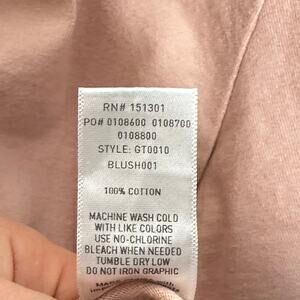 RN# 151301
PO# 0108600 0108700
0108800
STYLE: GT0010
BLUSH001
100% COTTON
MACHINE WASH COLD
WITH LIKE COLORS
USE NO-CHLORINE
BLEACH WHEN NEEDED
TUMBLE DRY LOW
DO NOT IRON GRAPHIC